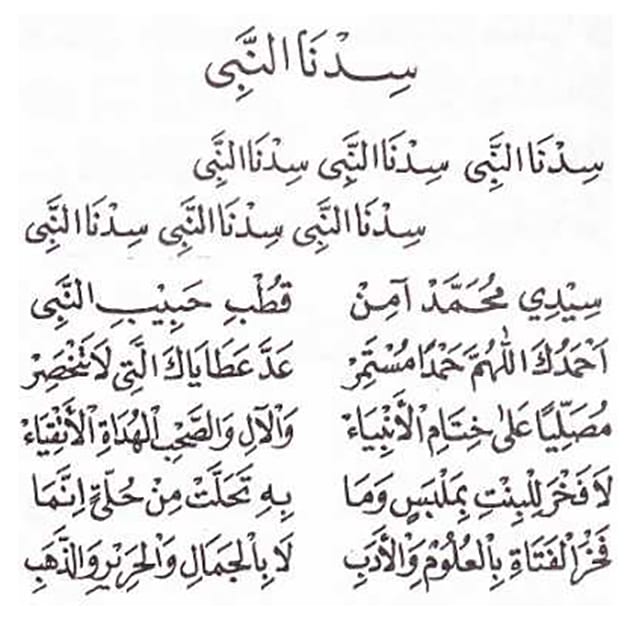 سِدْنَا النَّبِى
سِدْنَا النَّبِى سِدْنَا النَّبِى سِدْنَا النَّبِى
سِدْنَا النَّبِى سِدْنَا النَّبِى سِدْنَا النَّبِى
سِيْدِي مُحَمَّدْ آمِنْ قُطْبِ حَبِيْبِ النَّبِى
اَحْمَدُكَ اللّٰهُمَّ حَمْدًا مُسْتَمِرْ عَدَّ عَطَايَاكَ الَّتِى لَا تَنْحَصِرْ
مُصَلِّيًا عَلىٰ خِتَامِ الْأَنْبِيَاءْ وَالْآلِ وَالصَّحْبِ الْهُدَاةِ الْأَتْقِيَاءْ
لَا فَخْرَ لِلْبِنْتِ بِمَلْبَسٍ وَمَا بِهِ تَحَلَّتْ مِنْ حُلَّةٍ اِنَّمَا
فَخْرُ الْفَتَاةِ بِالْعُلُوْمِ وَالْأَدَبِ لَا بِالْجَمَالِ وَالْحَرِيْرِ وَالذَّهَبِ